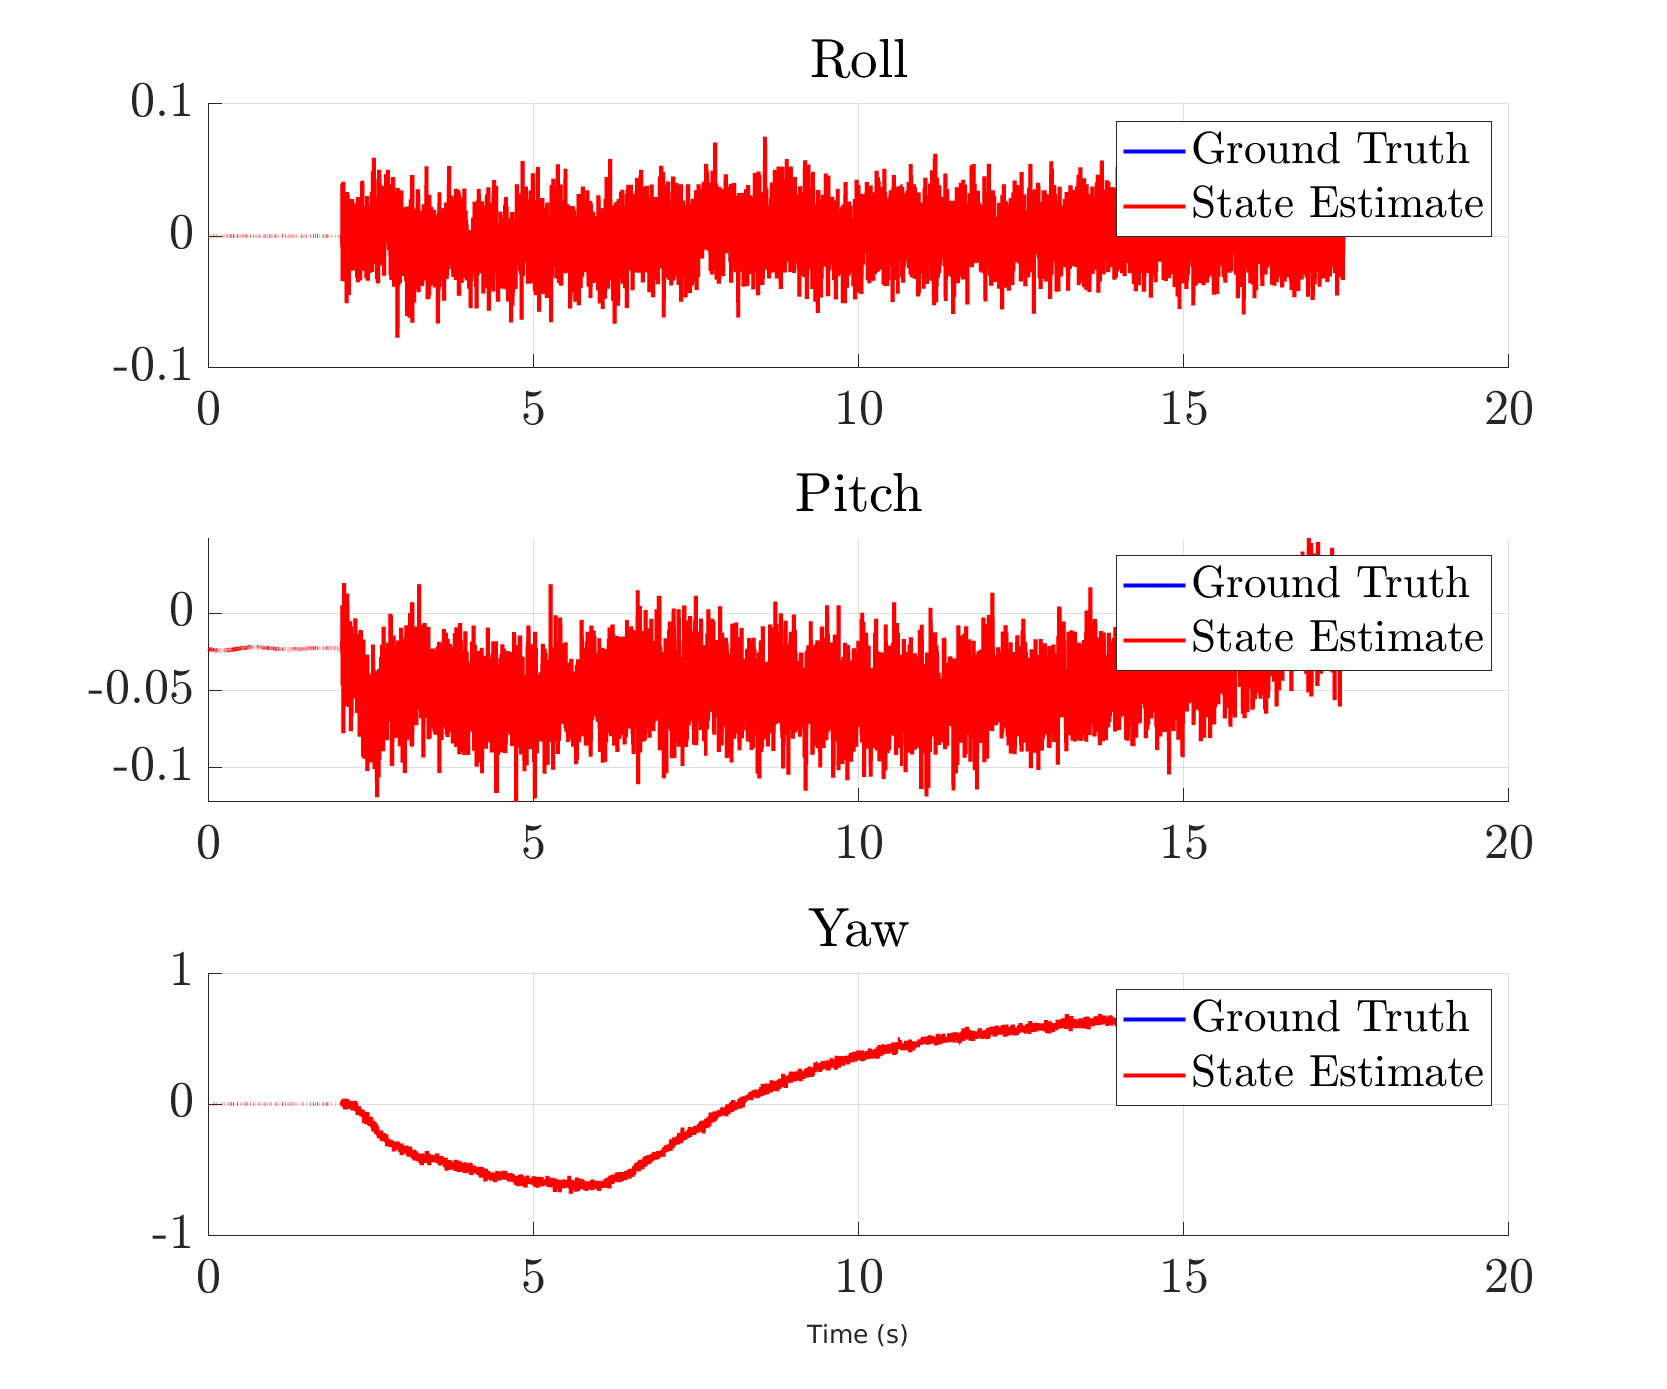 Roll
0.1
0
-0.1
Ground Truth
State Estimate
0 5 10 15 20
Pitch
0
-0.05
-0.1
Ground Truth
State Estimate
0 5 10 15 20
Yaw
1
0
-1
Ground Truth
State Estimate
0 5 10 15 20
Time (s)